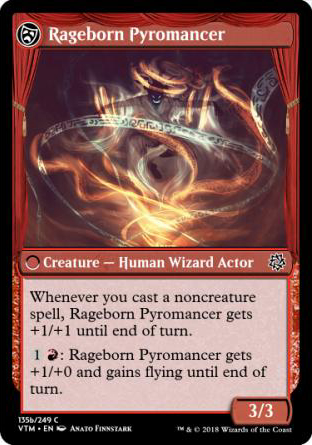 Rageborn Pyromancer
Creature — Human Wizard Actor
Whenever you cast a noncreature
spell, Rageborn Pyromancer gets
+1/+1 until end of turn.
1 R: Rageborn Pyromancer gets
+1/+0 and gains flying until end of
turn.
135b/249 C
VTM • EN Anato Finnstark
3/3
™ & © 2018 Wizards of the Coast